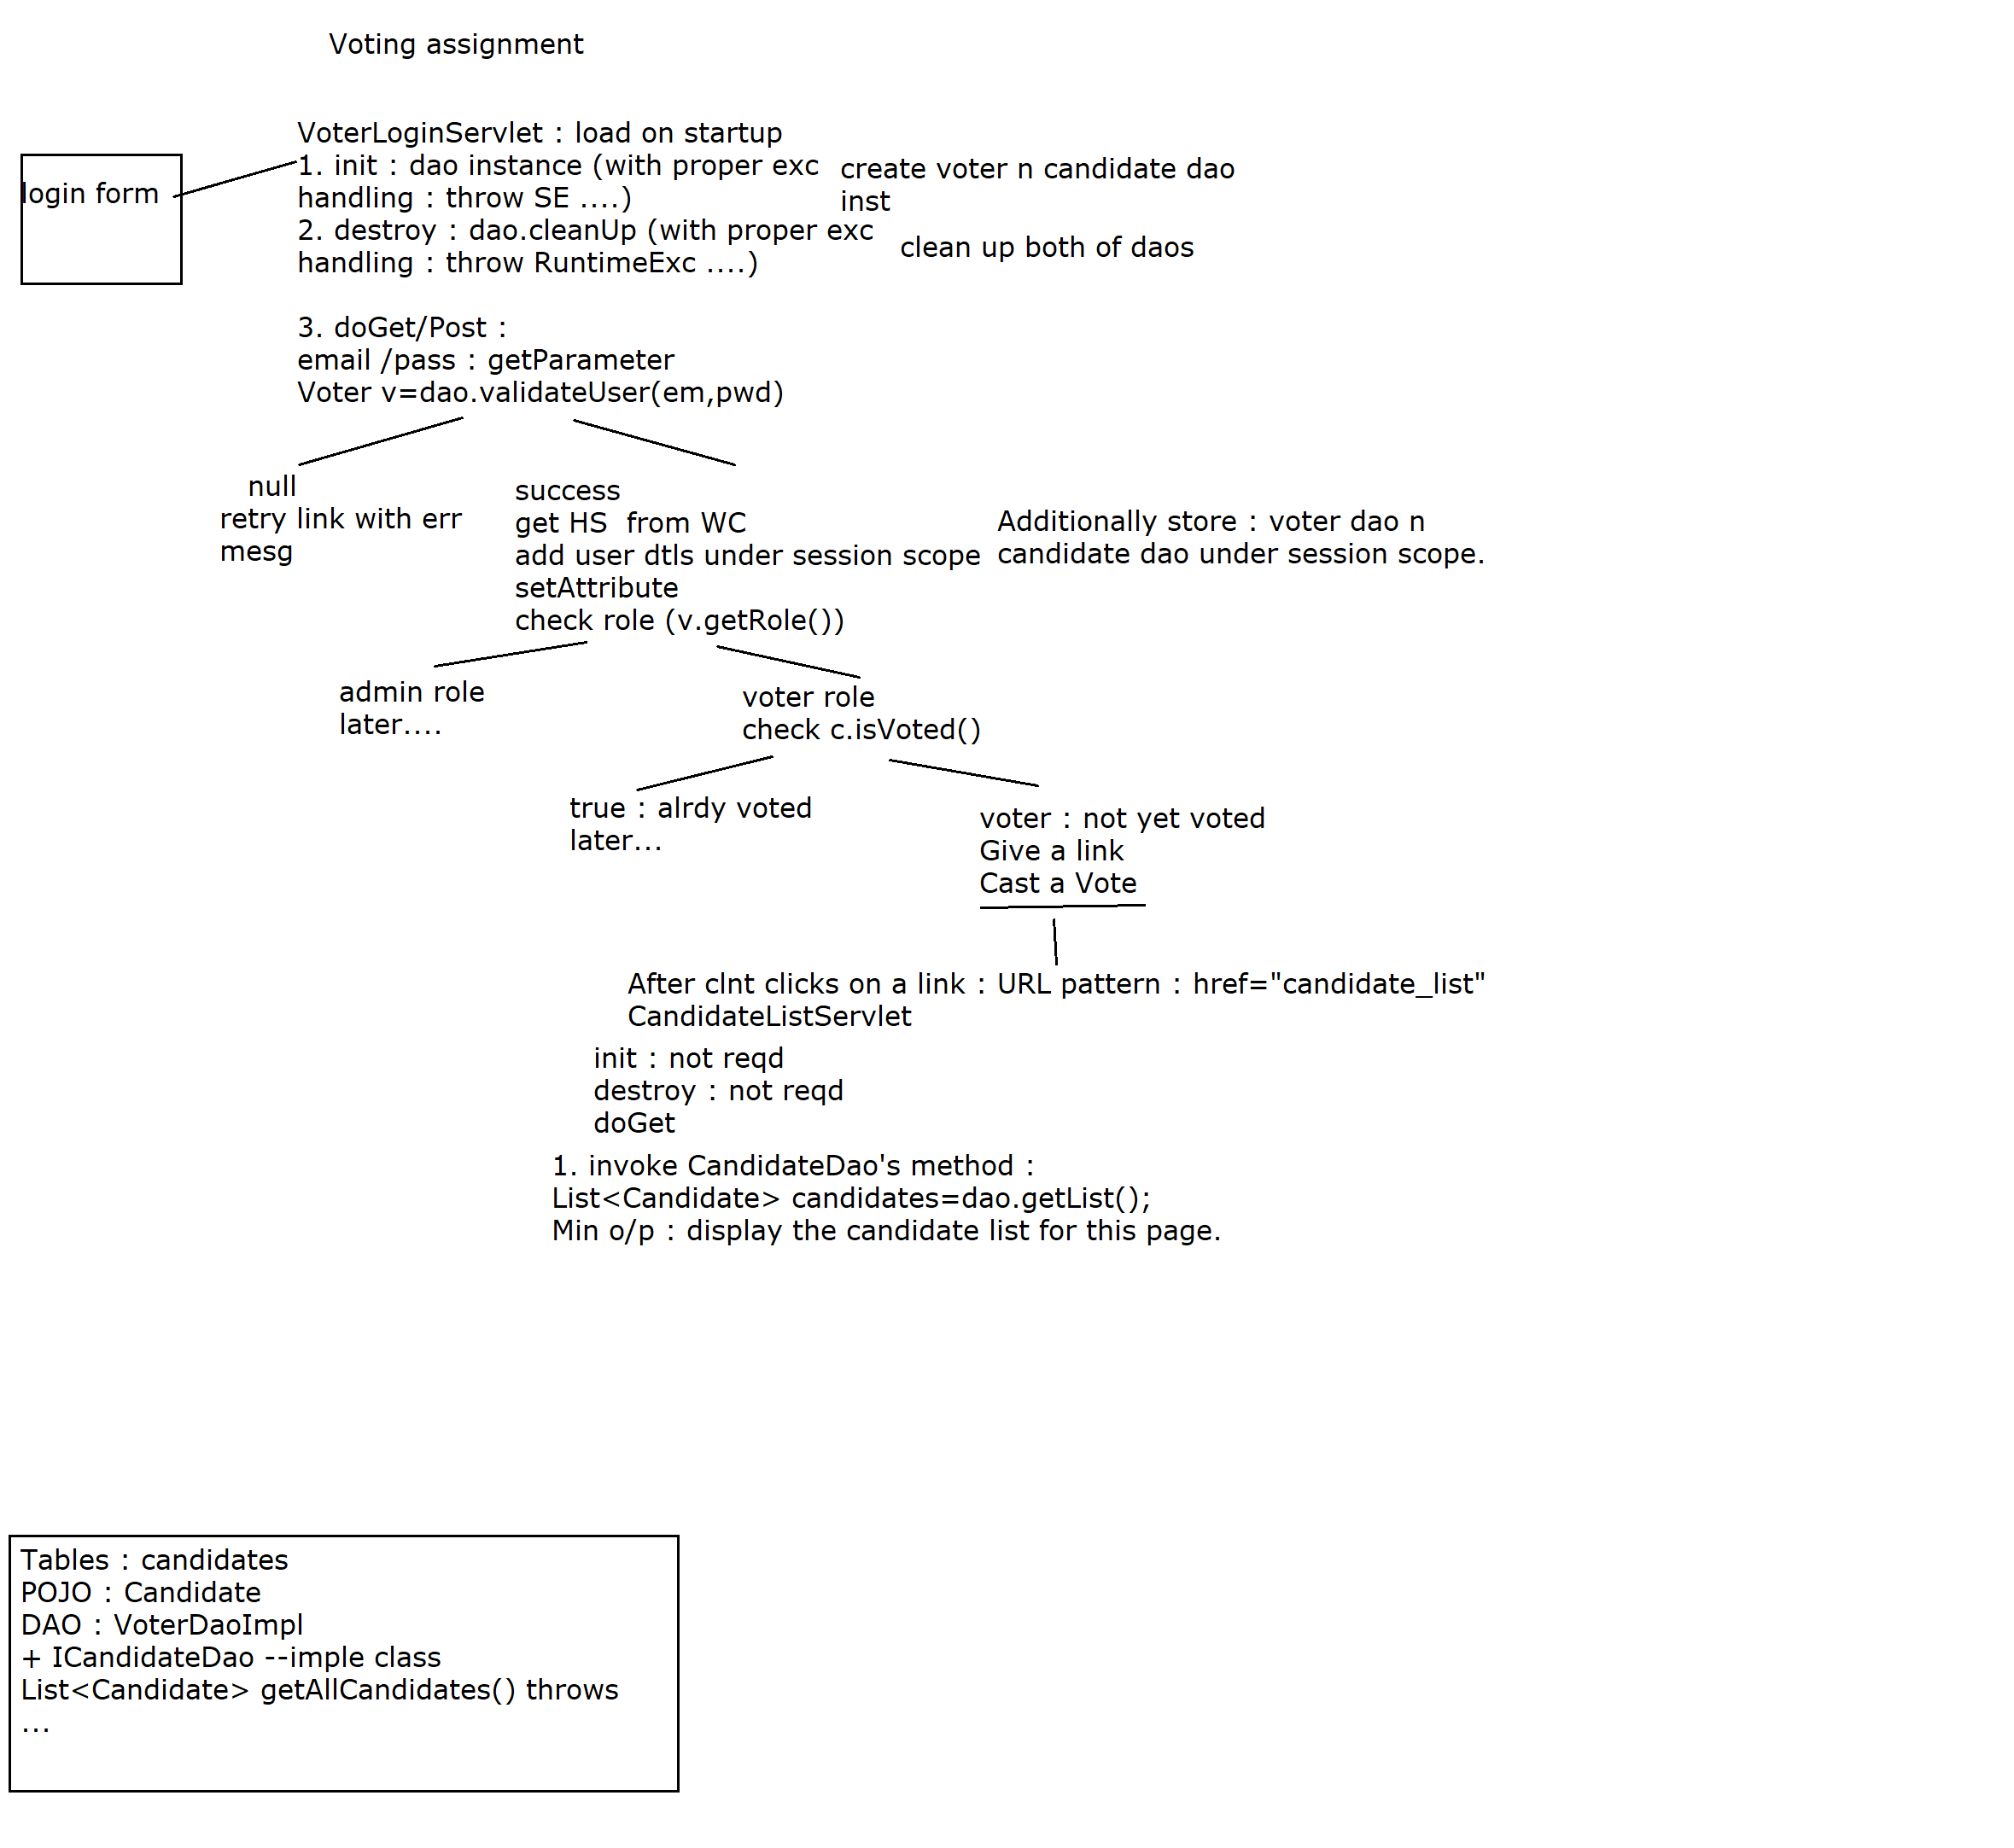 Voting assignment
VoterLoginServlet : load on startup
1. init : dao instance (with proper exc
handling : throw SE ....)
2. destroy : dao.cleanUp (with proper exc
handling : throw RuntimeExc ....)
create voter n candidate dao
inst
clean up both of daos
login form
3. doGet/Post :
email /pass : getParameter
Voter v=dao.validateUser(em,pwd)
null
retry link with err
mesg
success
get HS  from WC
add user dtls under session scope
setAttribute
check role (v.getRole())
Additionally store : voter dao n
candidate dao under session scope.
admin role
later....
voter role
check c.isVoted()
true : alrdy voted
later...
voter : not yet voted
Give a link
Cast a Vote
After clnt clicks on a link : URL pattern : href="candidate_list"
CandidateListServlet
init : not reqd
destroy : not reqd
doGet
1. invoke CandidateDao's method :
List<Candidate> candidates=dao.getList();
Min o/p : display the candidate list for this page.
Tables : candidates
POJO : Candidate
DAO : VoterDaoImpl
+ ICandidateDao --imple class
List<Candidate> getAllCandidates() throws
...